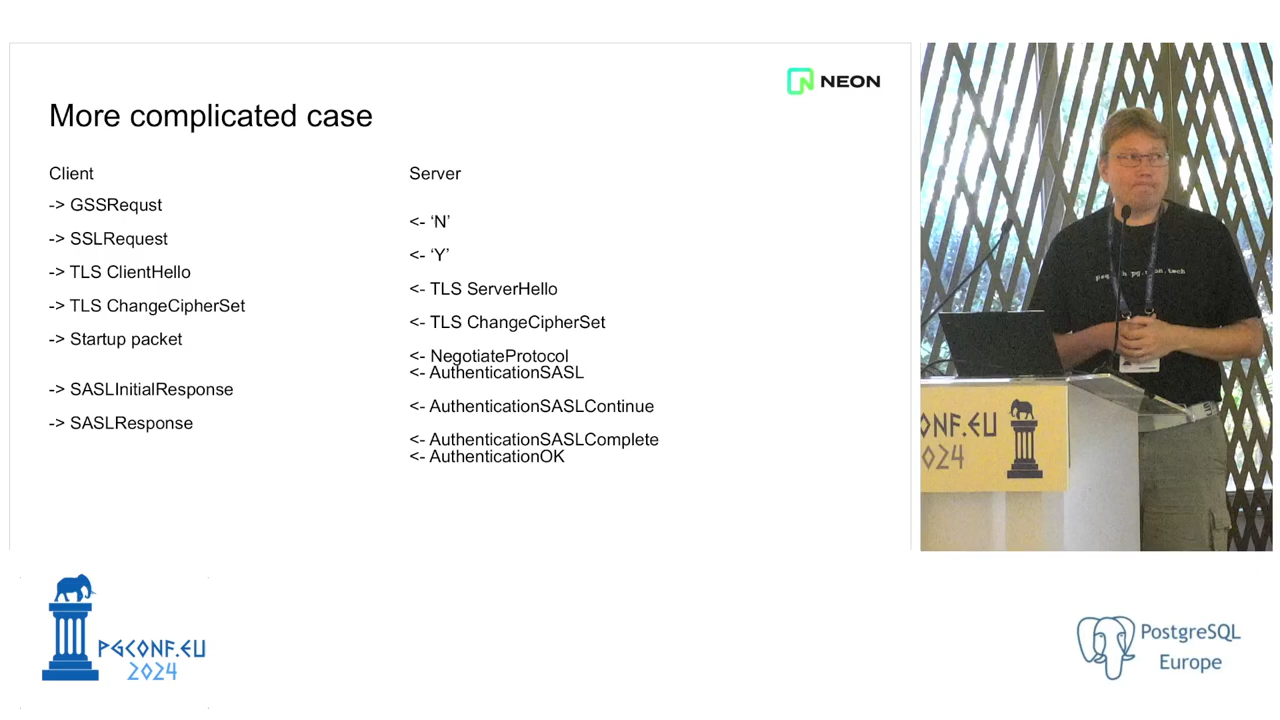 NEON
More complicated case
Client
Server
-> GSSRequst
<- ‘N’
-> SSLRequest
<- ‘Y’
-> TLS ClientHello
<- TLS ServerHello
-> TLS ChangeCipherSet
<- TLS ChangeCipherSet
-> Startup packet
<- NegotiateProtocol
<- AuthenticationSASL
-> SASLInitialResponse
<- AuthenticationSASLContinue
-> SASLResponse
<- AuthenticationSASLComplete
<- AuthenticationOK
ONF.EU
2024
PGCONF.EU
2024
PostgreSQL
Europe